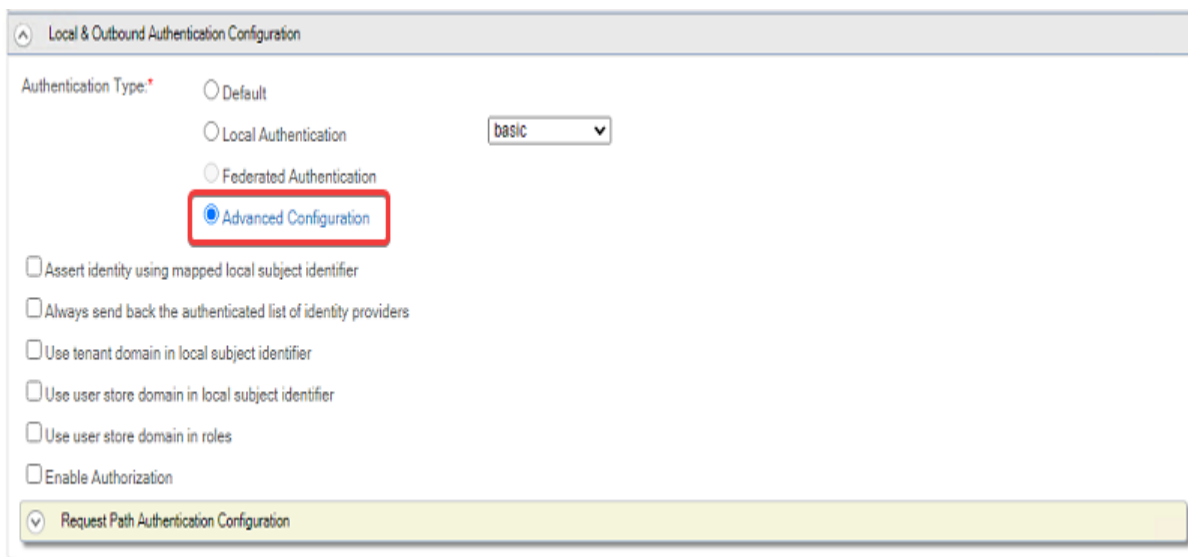 Local & Outbound Authentication Configuration
Authentication Type:*
Default
Local Authentication basic
Federated Authentication
Advanced Configuration
Assert identity using mapped local subject identifier
Always send back the authenticated list of identity providers
Use tenant domain in local subject identifier
Use user store domain in local subject identifier
Use user store domain in roles
Enable Authorization
Request Path Authentication Configuration